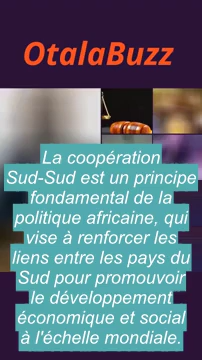 OtalaBuzz
La coopération
Sud-Sud est un principe
fondamental de la
politique africaine, qui
vise à renforcer les
liens entre les pays du
Sud pour promouvoir
le développement
économique et social
à l'échelle mondiale.